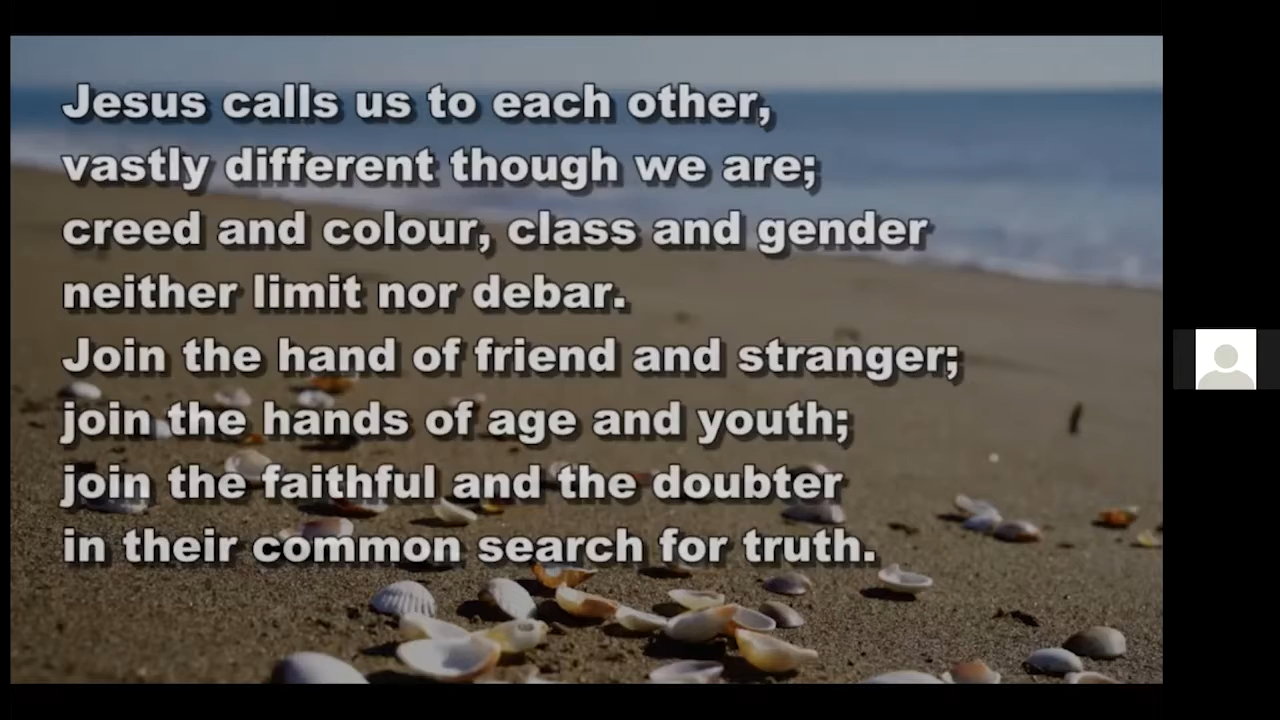 Jesus calls us to each other,
vastly different though we are;
creed and colour, class and gender
neither limit nor debar.
Join the hand of friend and stranger;
join the hands of age and youth;
join the faithful and the doubter
in their common search for truth.